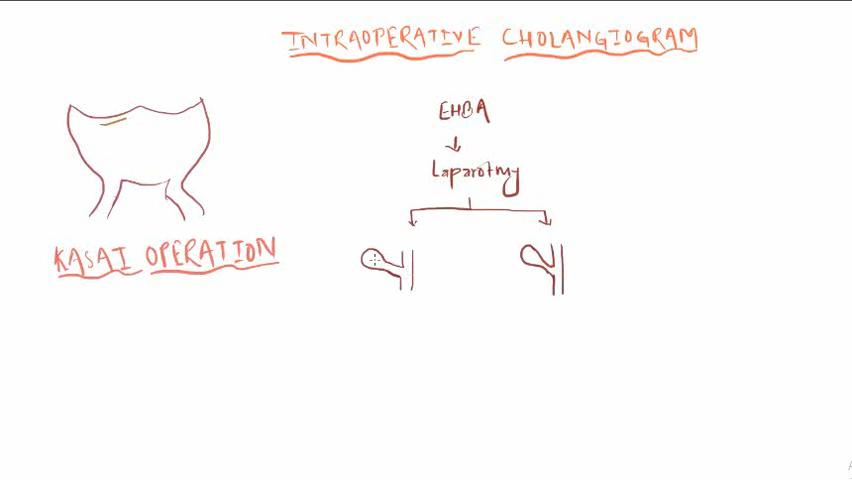 INTRAOPERATIVE CHOLANGIOGRAM
EHBA
Laparotmy
KASAI OPERATION